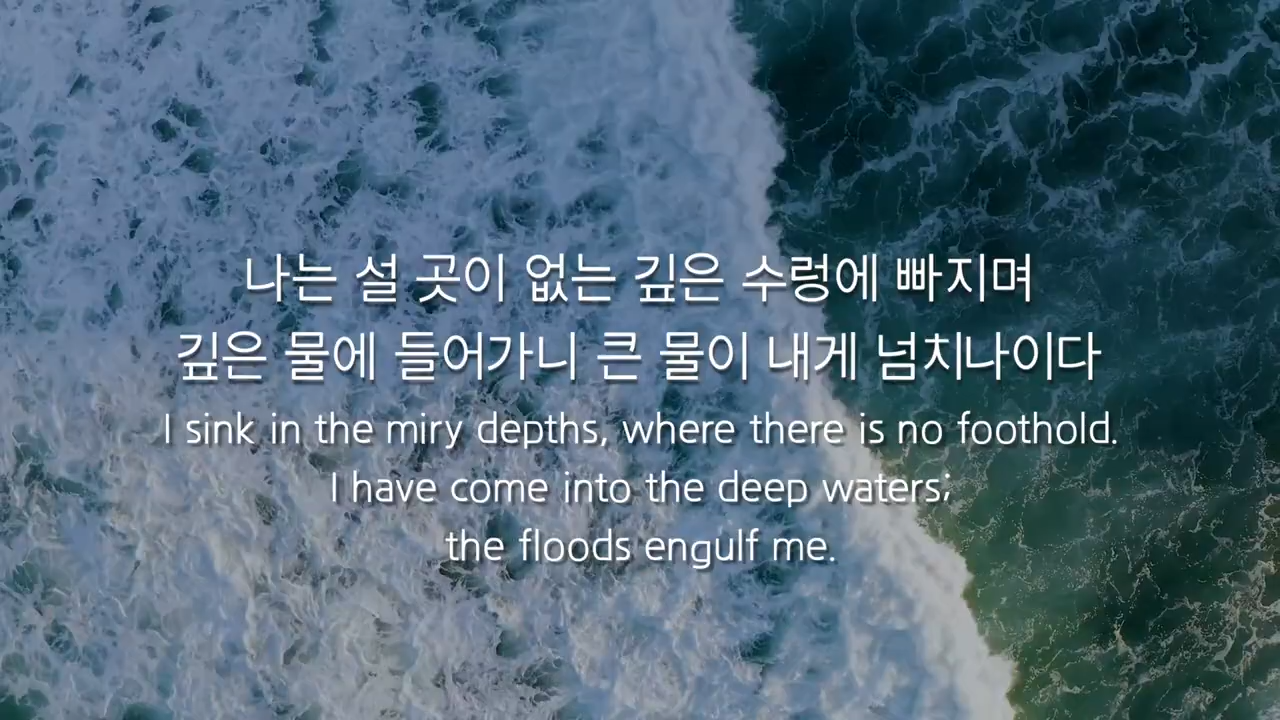 나는 설 곳이 없는 깊은 수렁에 빠지며
깊은 물에 들어가니 큰 물이 내게 넘치나이다
I sink in the miry depths, where there is no foothold.
I have come into the deep waters;
the floods engulf me.